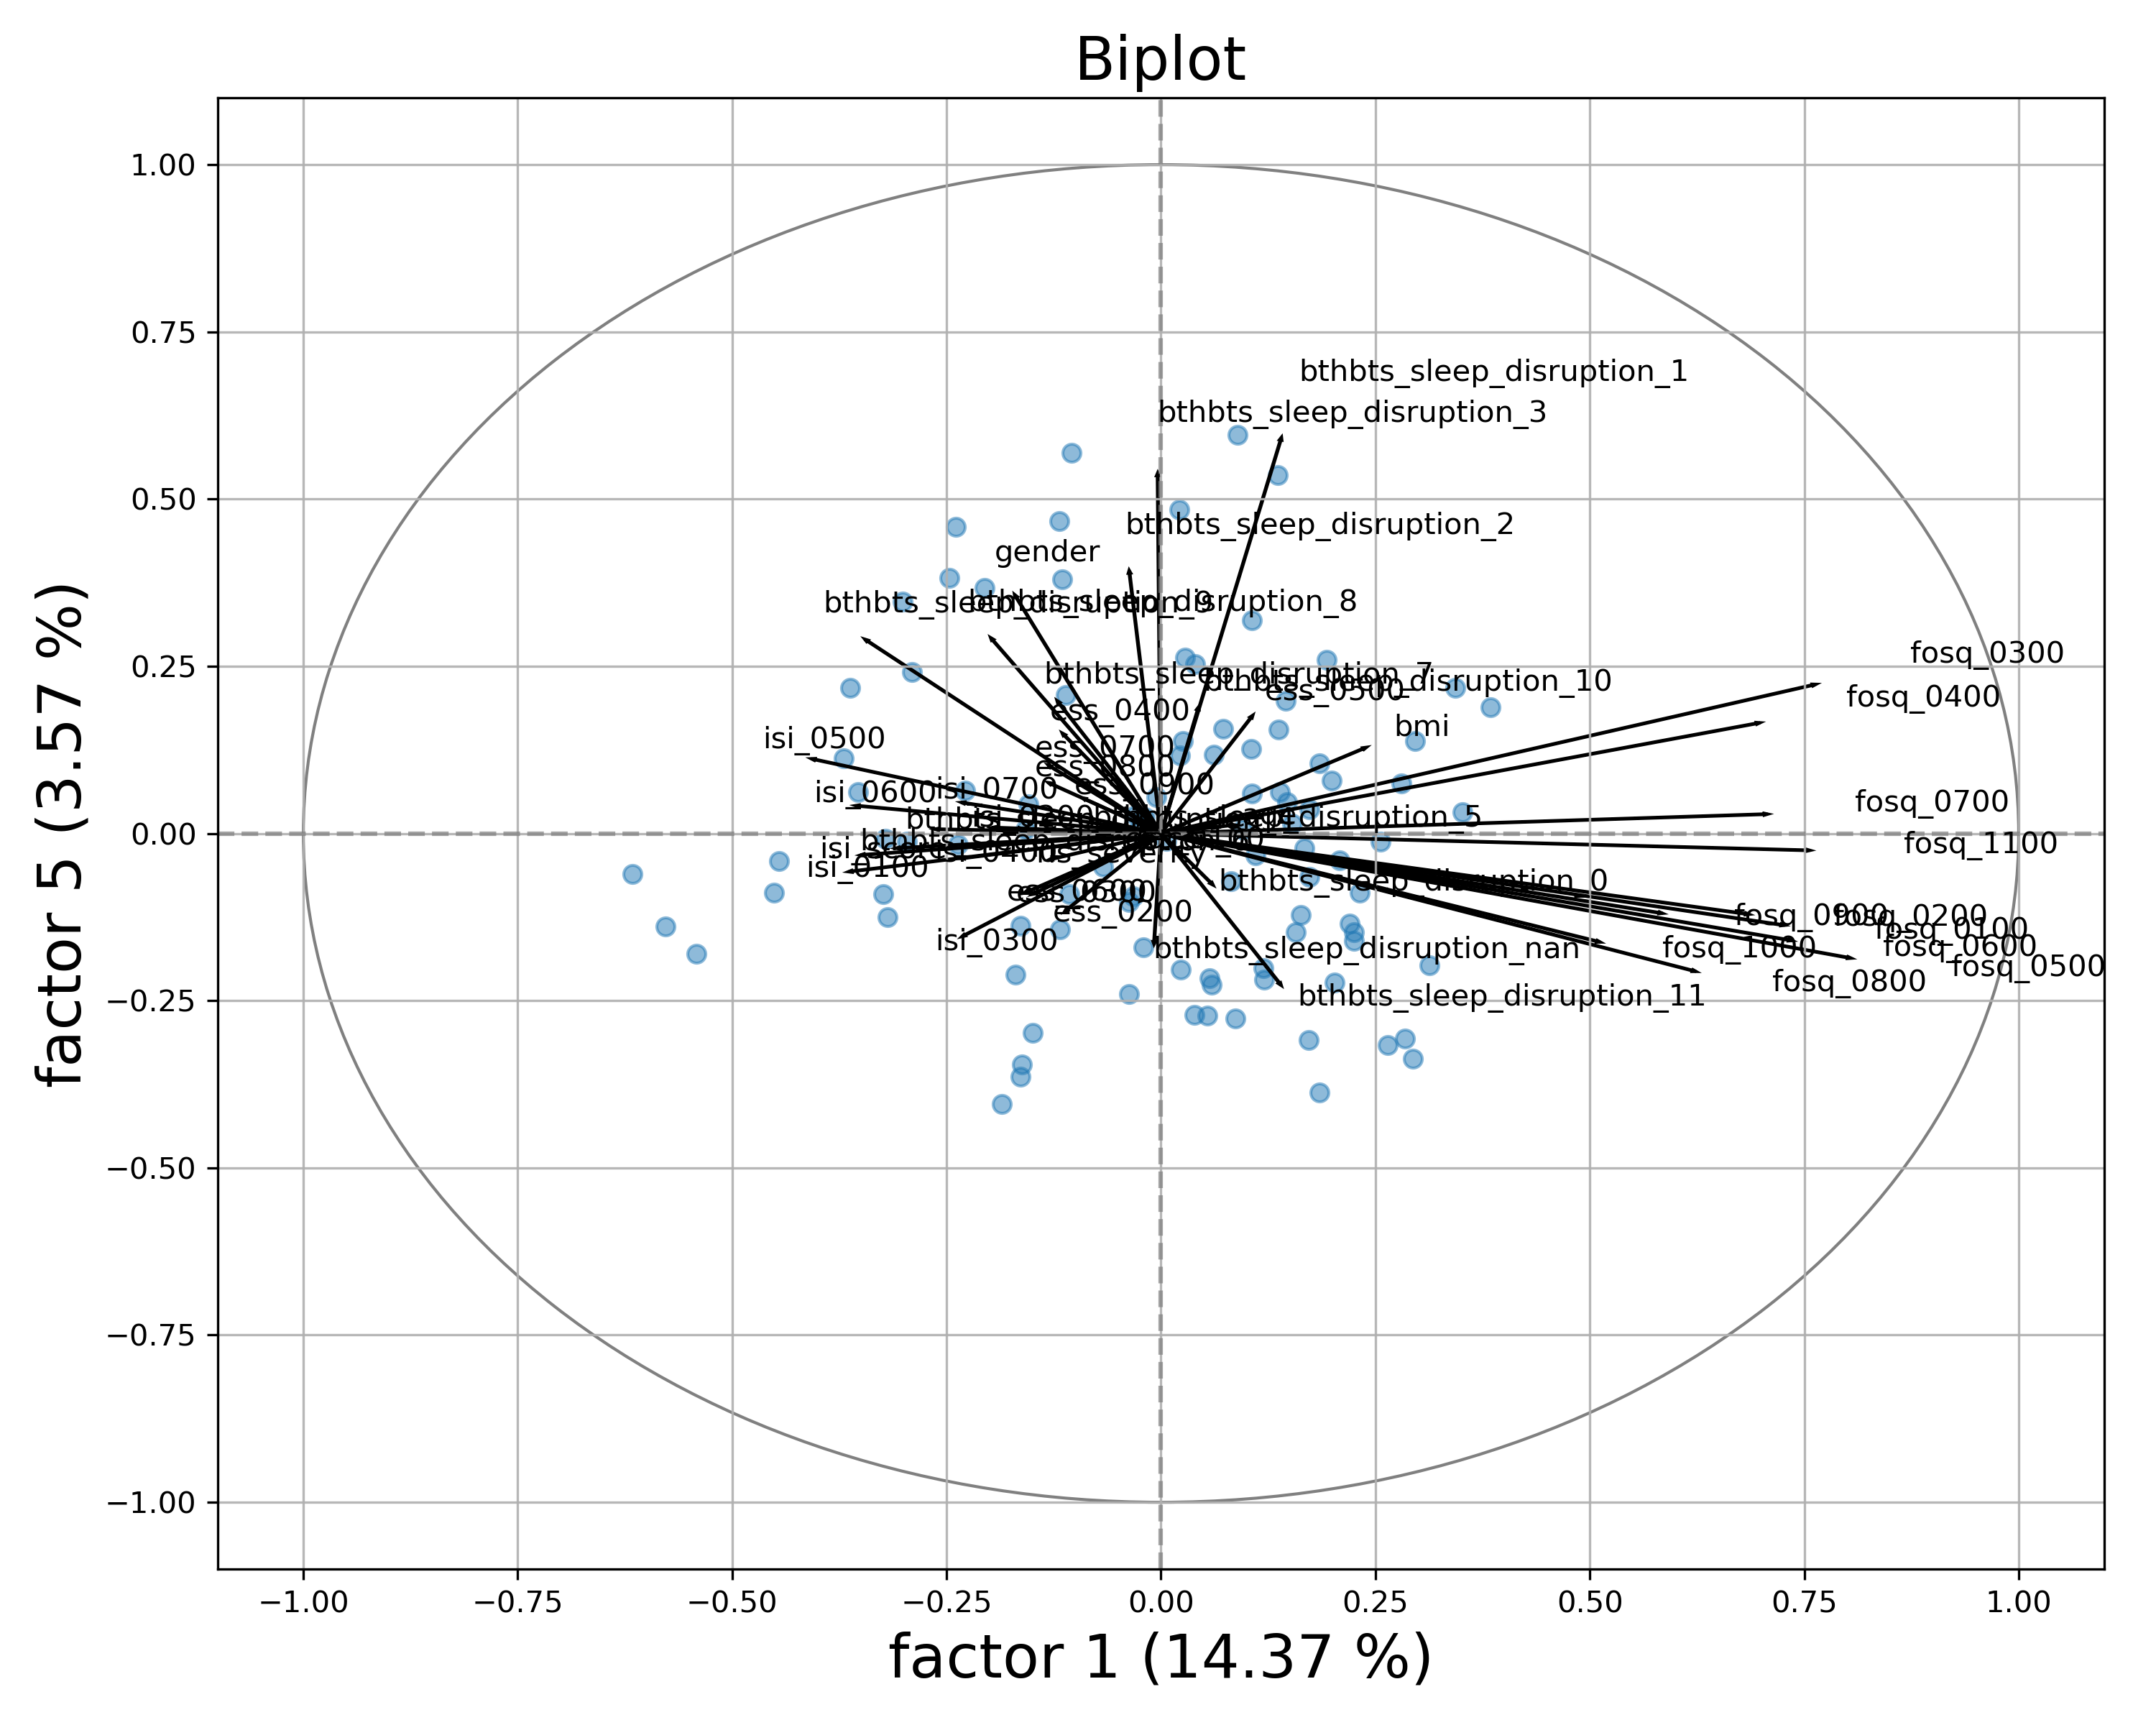 Biplot
factor 5 (3.57 %)
1.00
0.75
0.50
0.25
0.00
−0.25
−0.50
−0.75
−1.00
bthbts_sleep_disruption_1
bthbts_sleep_disruption_3
bthbts_sleep_disruption_2
gender
bthbts_sleep_disruption_9
bthbts_sleep_disruption_8
fosq_0300
bthbts_sleep_disruption_7
bthbts_sleep_disruption_10
ess_0500
fosq_0400
ess_0400
bmi
isi_0500
ess_0700
ess_0800
ess_0900
isi_0600
isi_0700
fosq_0700
fosq_1100
isi_0400
isi_0100
bthbts_sleep_disruption_0
ess_0600
ess_0200
fosq_0900
fosq_0200
fosq_0100
isi_0300
bthbts_sleep_disruption_nan
fosq_1000
fosq_0600
fosq_0500
fosq_0800
bthbts_sleep_disruption_11
−1.00
−0.75
−0.50
−0.25
0.00
0.25
0.50
0.75
1.00
factor 1 (14.37 %)